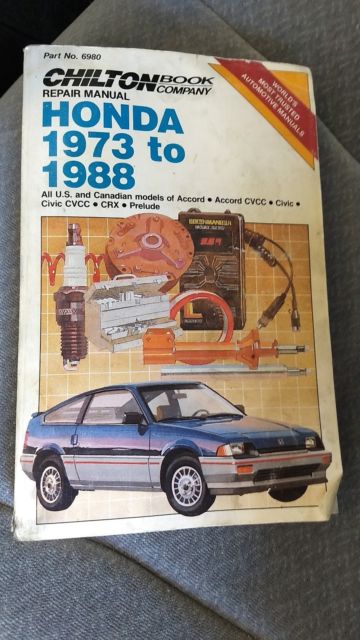 Part No. 6980
CHILTON BOOK COMPANY
REPAIR MANUAL
WORLD'S
MOST TRUSTED
AUTOMOTIVE MANUALS
HONDA
1973 to
1988
All U.S. and Canadian models of Accord • Accord CVCC • Civic •
Civic CVCC • CRX • Prelude